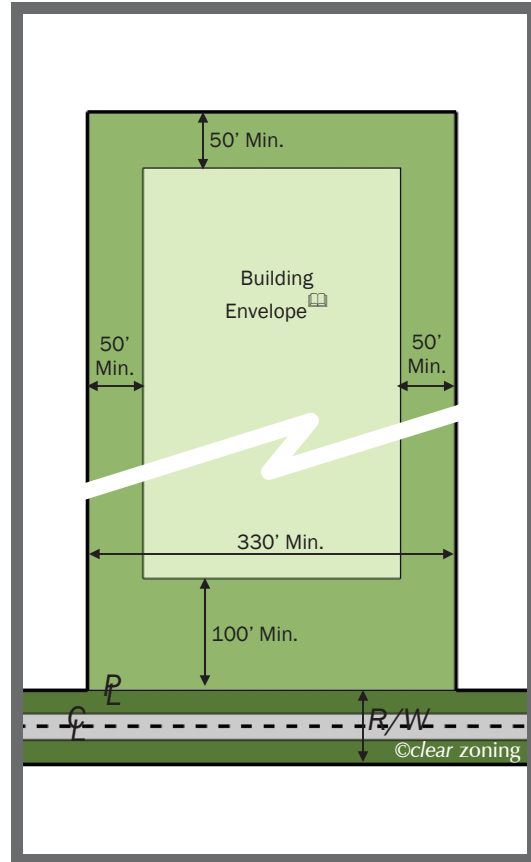 50’ Min.
Building
Envelope
50’
Min.
50’
Min.
330’ Min.
100’ Min.
PL
CL
R/W
©clear zoning